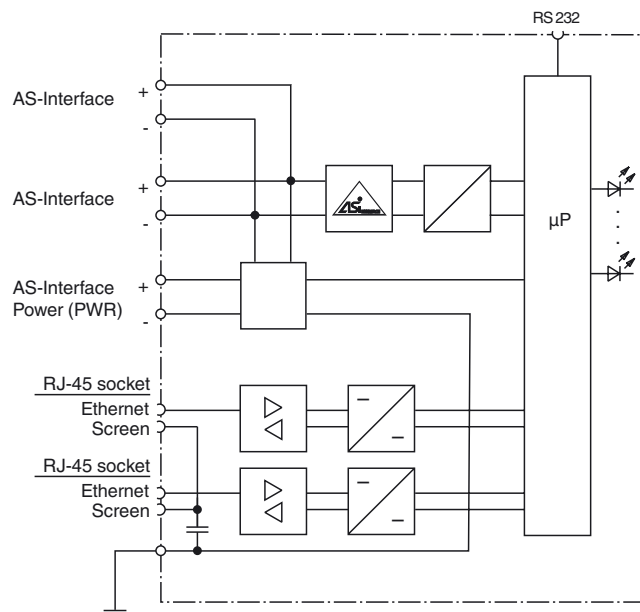 RS 232
AS-Interface
+
-
AS-Interface
+
-
ASi
µP
AS-Interface
Power (PWR)
+
-
RJ-45 socket
Ethernet
Screen
RJ-45 socket
Ethernet
Screen